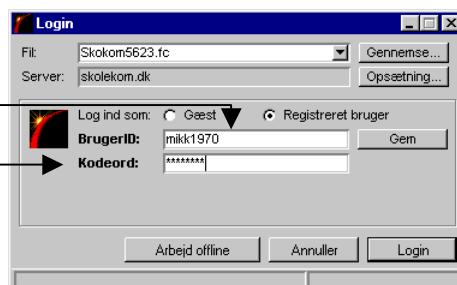 Login
Fil: Skokom5623.fc Gennemse...
Server: skolekom.dk Opsætning...
Log ind som: Gæst Registreret bruger
BrugerID: mikk1970 Gem
Kodeord: ********
Arbejd offline Annuller Login